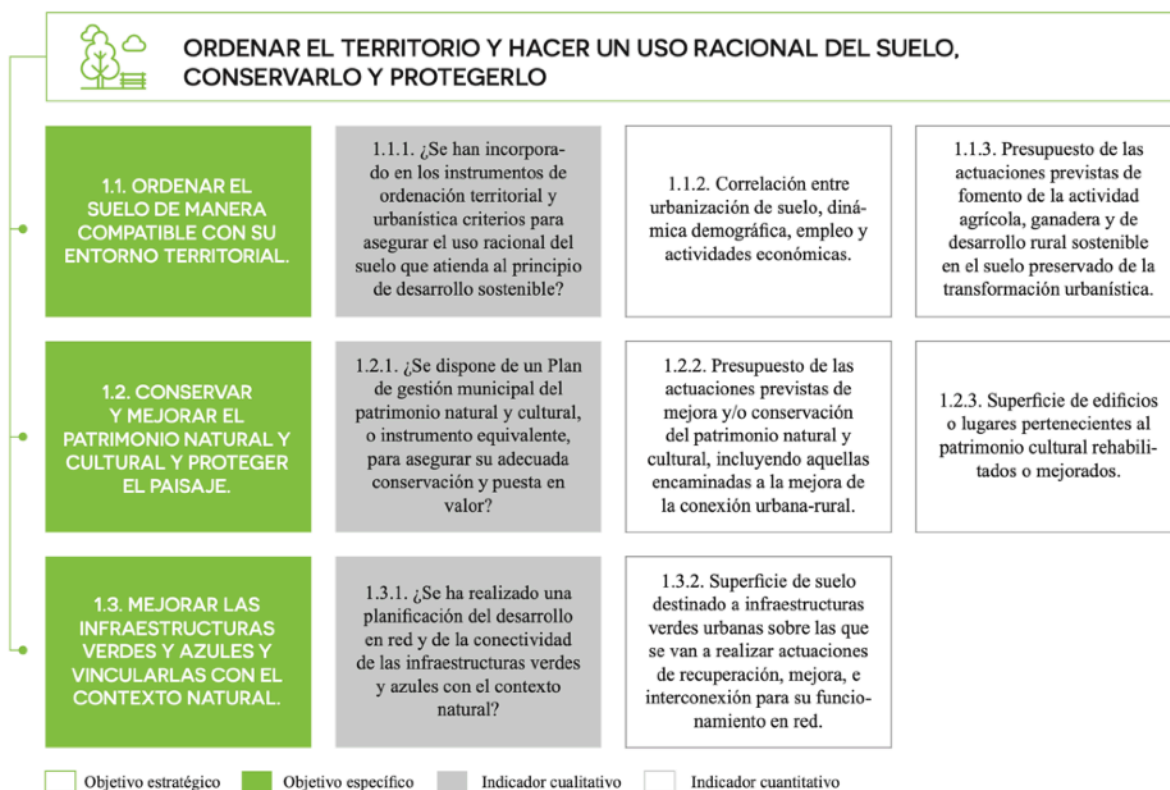 ORDENAR EL TERRITORIO Y HACER UN USO RACIONAL DEL SUELO,
CONSERVARLO Y PROTEGERLO
1.1. ORDENAR EL
SUELO DE MANERA
COMPATIBLE CON SU
ENTORNO TERRITORIAL.
1.1.1. ¿Se han incorpora-
do en los instrumentos de
ordenación territorial y
urbanística criterios para
asegurar el uso racional del
suelo que atienda al principio
de desarrollo sostenible?
1.1.2. Correlación entre
urbanización de suelo, diná-
mica demográfica, empleo y
actividades económicas.
1.1.3. Presupuesto de las
actuaciones previstas de
fomento de la actividad
agrícola, ganadera y de
desarrollo rural sostenible
en el suelo preservado de la
transformación urbanística.
1.2. CONSERVAR
Y MEJORAR EL
PATRIMONIO NATURAL Y
CULTURAL Y PROTEGER
EL PAISAJE.
1.2.1. ¿Se dispone de un Plan
de gestión municipal del
patrimonio natural y cultural,
o instrumento equivalente,
para asegurar su adecuada
conservación y puesta en
valor?
1.2.2. Presupuesto de las
actuaciones previstas de
mejora y/o conservación
del patrimonio natural y
cultural, incluyendo aquellas
encaminadas a la mejora de
la conexión urbana-rural.
1.2.3. Superficie de edificios
o lugares pertenecientes al
patrimonio cultural rehabili-
tados o mejorados.
1.3. MEJORAR LAS
INFRAESTRUCTURAS
VERDES Y AZULES Y
VINCULARLAS CON EL
CONTEXTO NATURAL.
1.3.1. ¿Se ha realizado una
planificación del desarrollo
en red y de la conectividad
de las infraestructuras verdes
y azules con el contexto
natural?
1.3.2. Superficie de suelo
destinado a infraestructuras
verdes urbanas sobre las que
se van a realizar actuaciones
de recuperación, mejora, e
interconexión para su funcio-
namiento en red.
Objetivo estratégico
Objetivo específico
Indicador cualitativo
Indicador cuantitativo